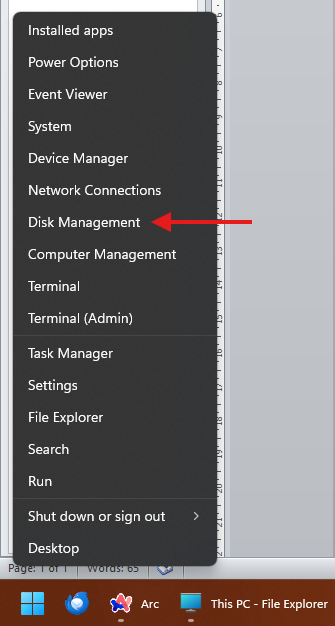 Installed apps
Power Options
Event Viewer
System
Device Manager
Network Connections
Disk Management
Computer Management
Terminal
Terminal (Admin)
Task Manager
Settings
File Explorer
Search
Run
Shut down or sign out
Desktop
Page: 1 of 1 Words: 65
Arc This PC - File Explorer